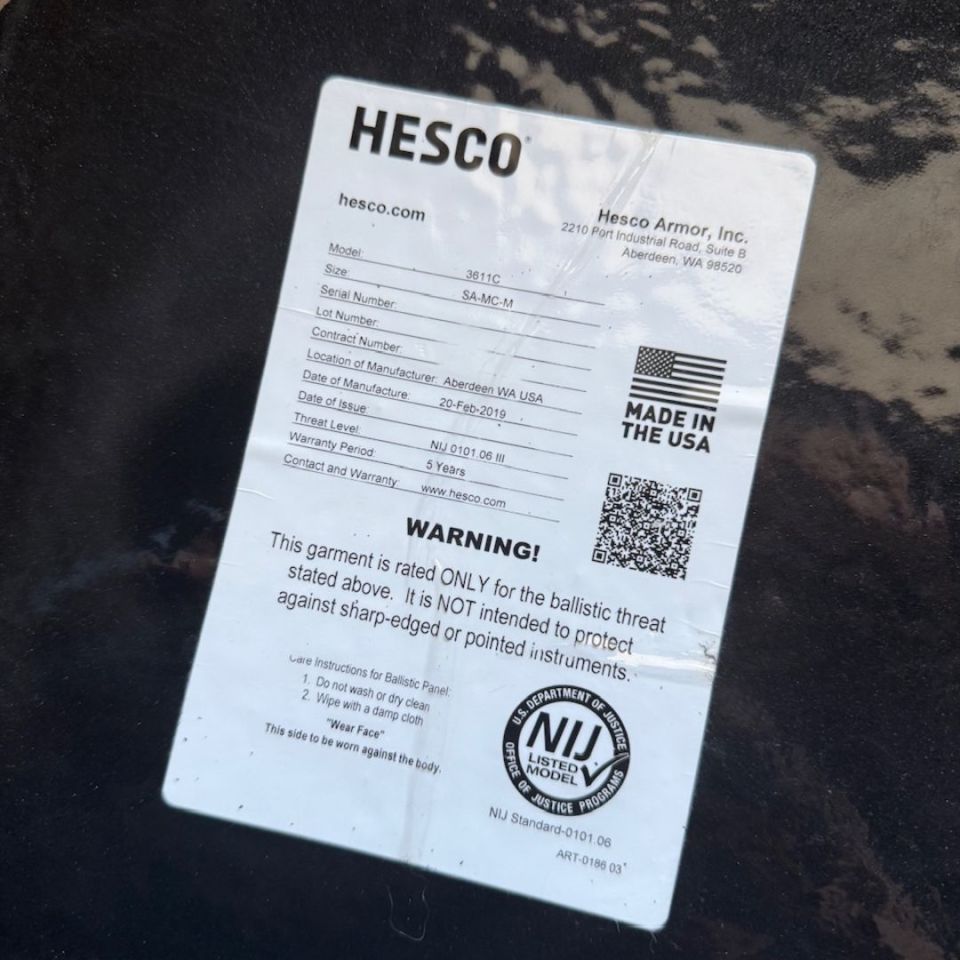 HESCO
hesco.com
Hesco Armor, Inc.
2210 Port Industrial Road, Suite B
Aberdeen, WA 98520
Model: 3611C
Size: SA-MC-M
Serial Number:
Lot Number:
Contract Number:
Location of Manufacturer: Aberdeen WA USA
Date of Manufacture: 20-Feb-2019
Date of Issue:
Threat Level: NIJ 0101.06 III
Warranty Period: 5 Years
Contact and Warranty: www.hesco.com
MADE IN
THE USA
WARNING!
This garment is rated ONLY for the ballistic threat
stated above. It is NOT intended to protect
against sharp-edged or pointed instruments.
Care Instructions for Ballistic Panel:
1. Do not wash or dry clean
2. Wipe with a damp cloth
"Wear Face"
This side to be worn against the body.
U.S. DEPARTMENT OF JUSTICE
NIJ
LISTED
MODEL
OFFICE OF JUSTICE PROGRAMS
NIJ Standard-0101.06
ART-0186 03